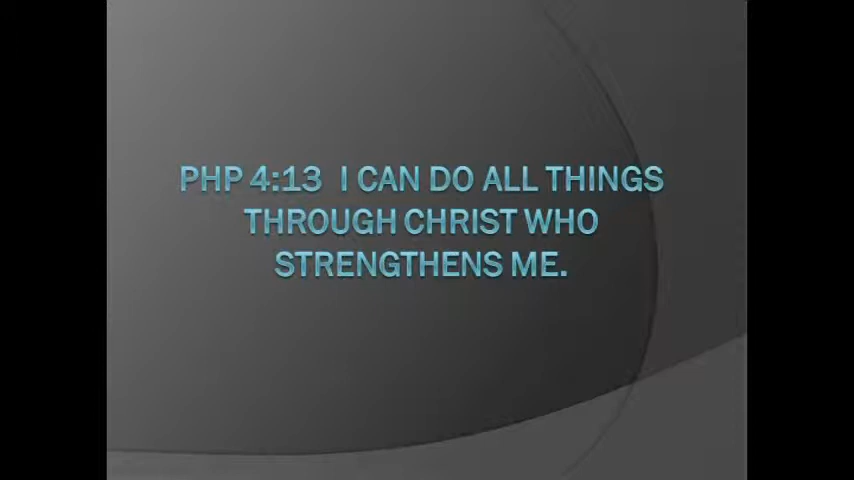 PHP 4:13  I CAN DO ALL THINGS
THROUGH CHRIST WHO
STRENGTHENS ME.